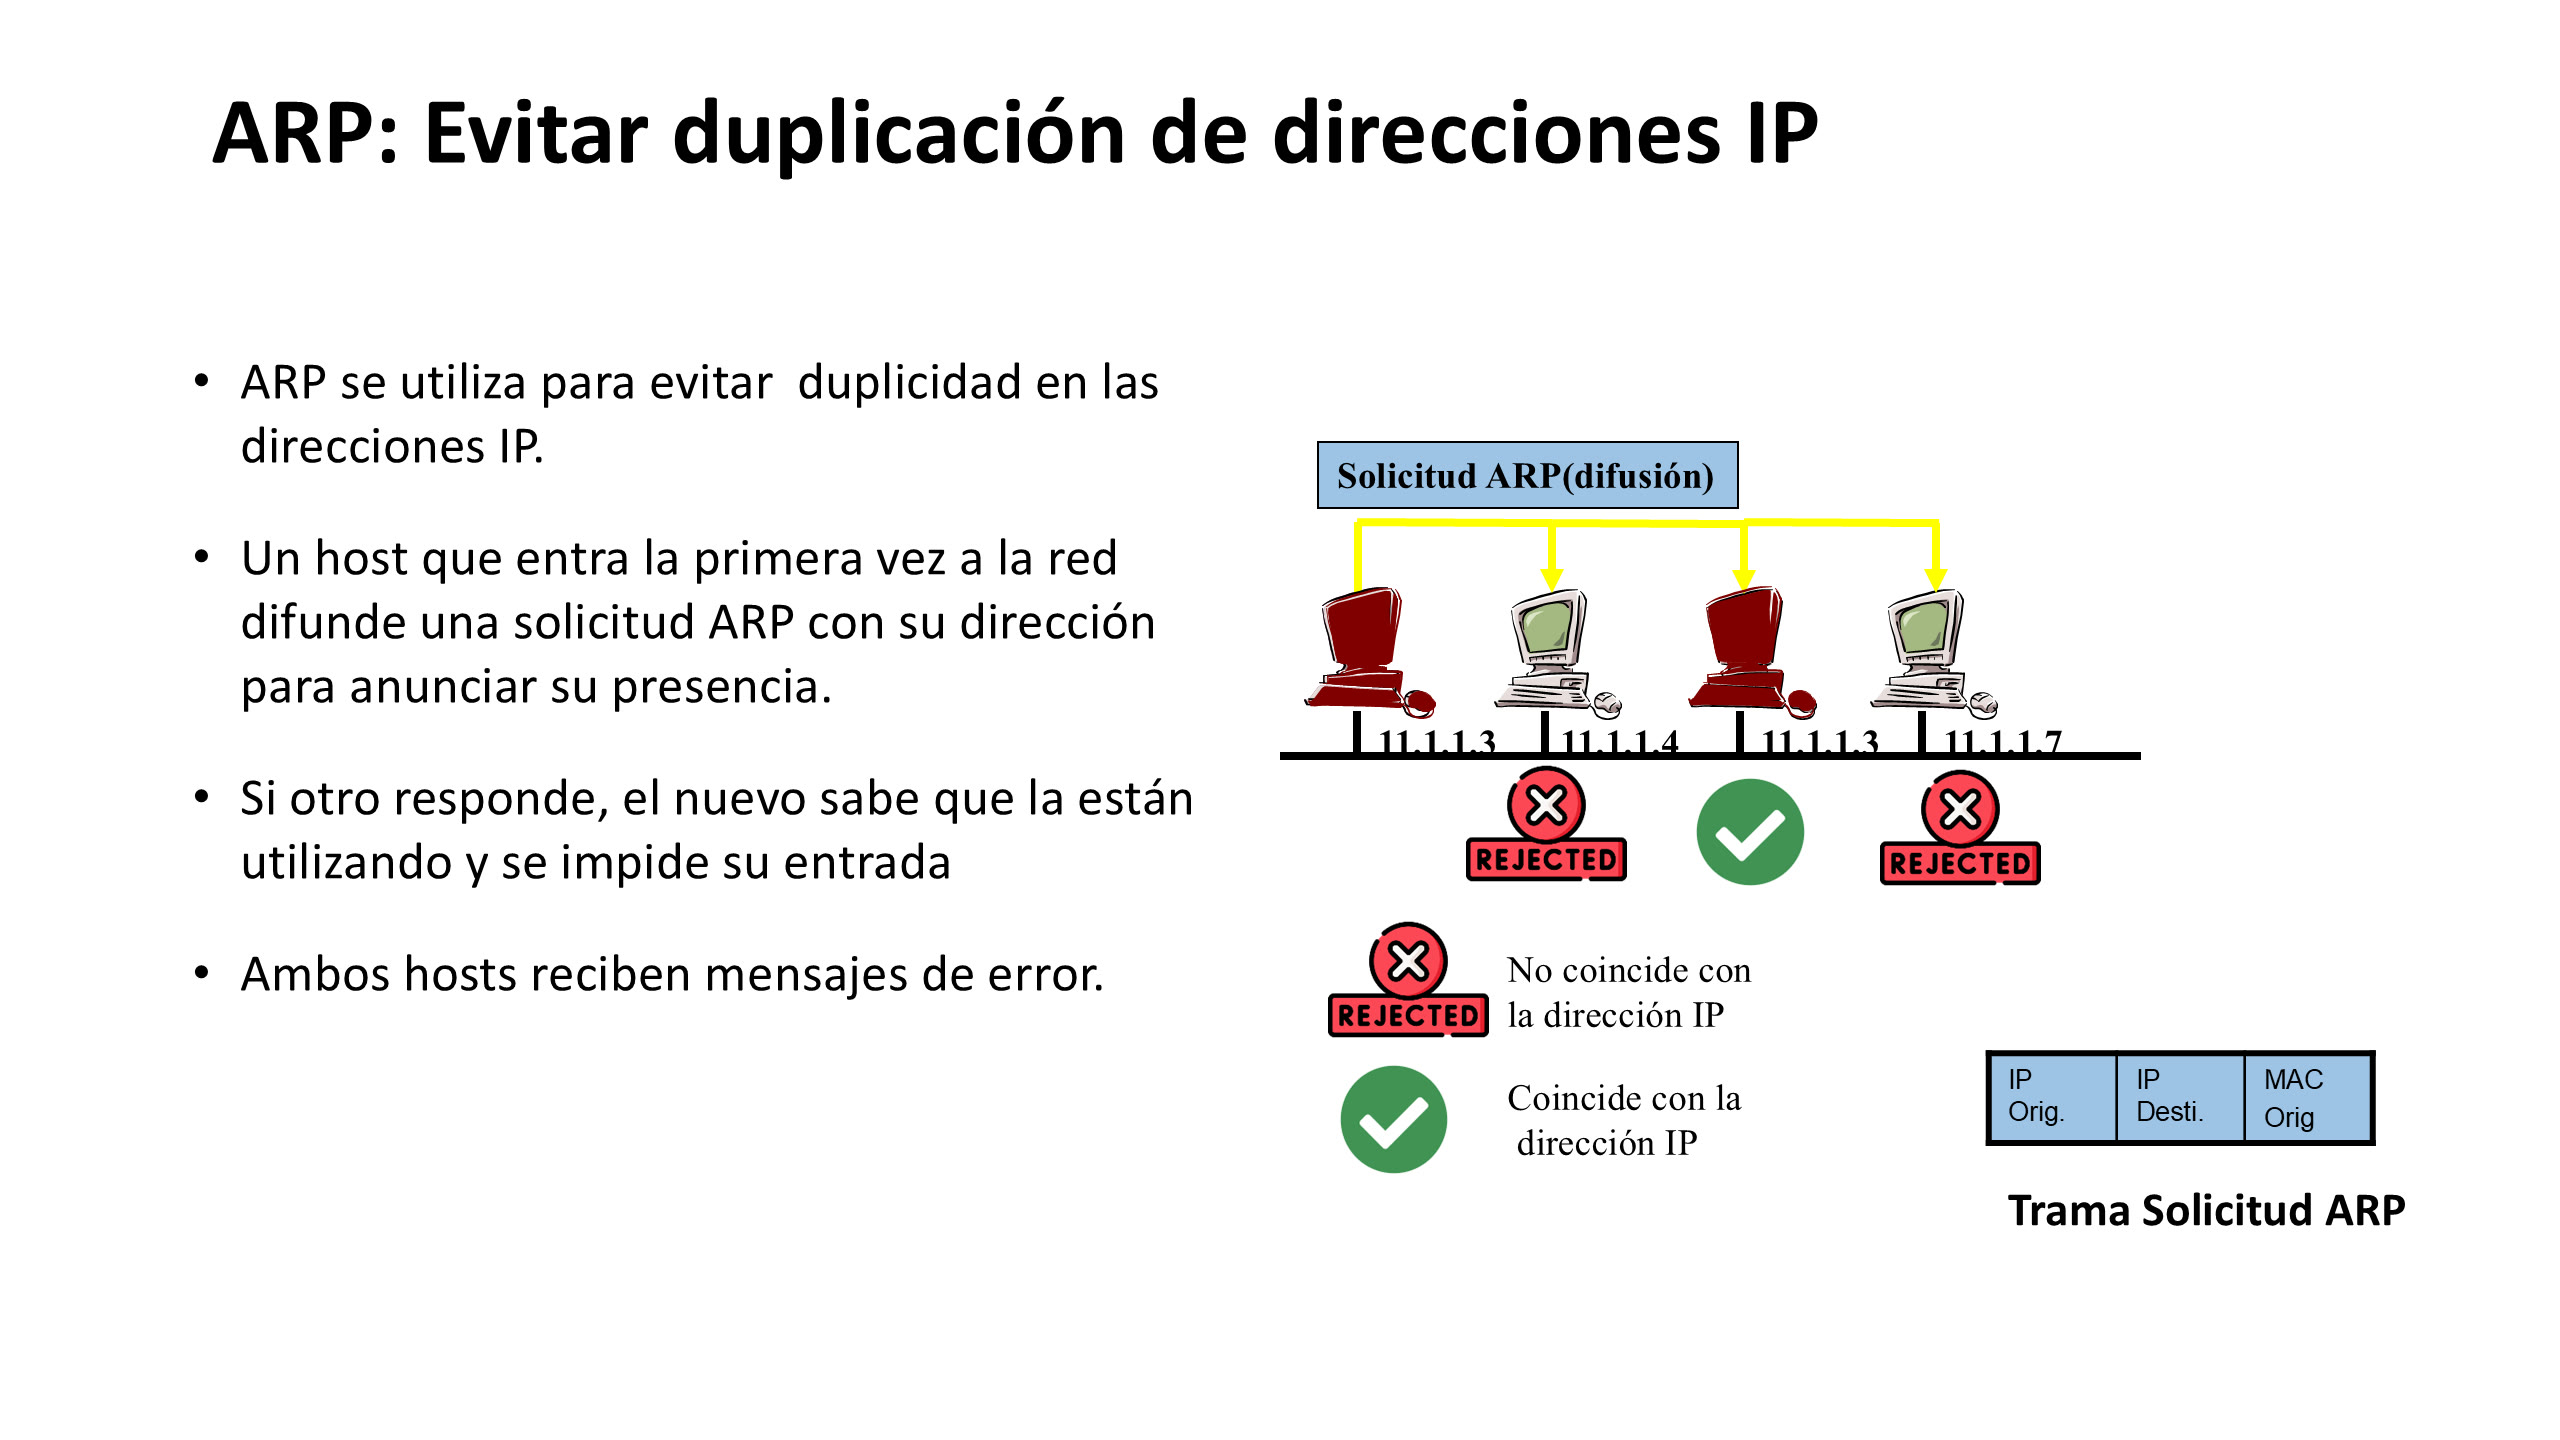 ARP: Evitar duplicación de direcciones IP
• ARP se utiliza para evitar  duplicidad en las
direcciones IP.
• Un host que entra la primera vez a la red
difunde una solicitud ARP con su dirección
para anunciar su presencia.
• Si otro responde, el nuevo sabe que la están
utilizando y se impide su entrada
• Ambos hosts reciben mensajes de error.
Solicitud ARP(difusión)
11.1.1.3
11.1.1.4
11.1.1.3
11.1.1.7
REJECTED
REJECTED
REJECTED
No coincide con
la dirección IP
Coincide con la
dirección IP
IP
Orig.
IP
Desti.
MAC
Orig
Trama Solicitud ARP